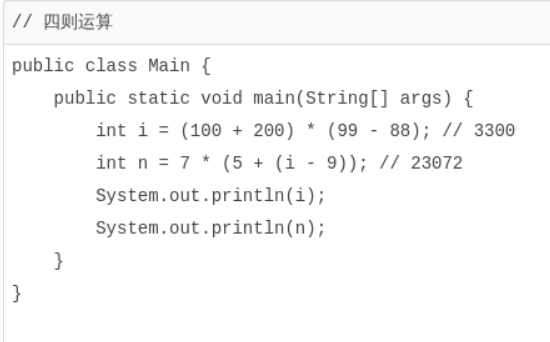 // 四则运算
public class Main {
    public static void main(String[] args) {
        int i = (100 + 200) * (99 - 88); // 3300
        int n = 7 * (5 + (i - 9)); // 23072
        System.out.println(i);
        System.out.println(n);
    }
}